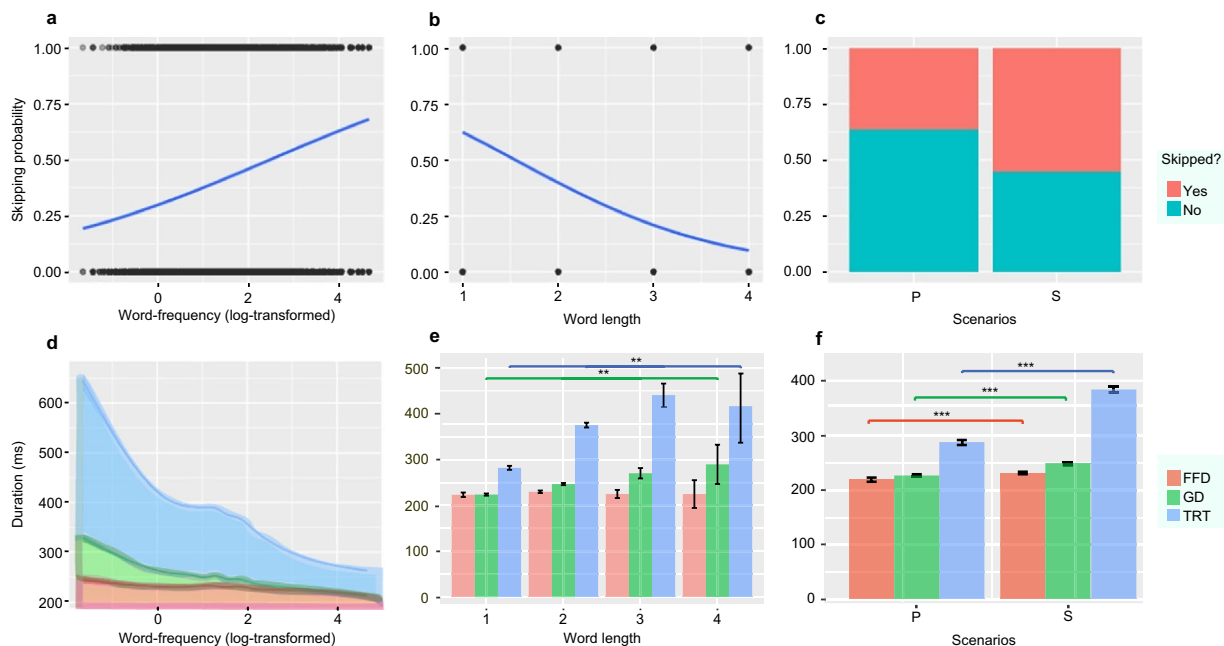 a
b
c
Skipping probability
1.00
0.75
0.50
0.25
0.00
0
2
4
Word-frequency (log-transformed)
1.00
0.75
0.50
0.25
0.00
1
2
3
4
Word length
1.00
0.75
0.50
0.25
0.00
P
S
Scenarios
Skipped?
Yes
No
d
e
f
Duration (ms)
600
500
400
300
200
0
2
4
Word-frequency (log-transformed)
500
400
300
200
100
0
**
**
1
2
3
4
Word length
400
300
200
100
0
***
***
***
P
S
Scenarios
FFD
GD
TRT